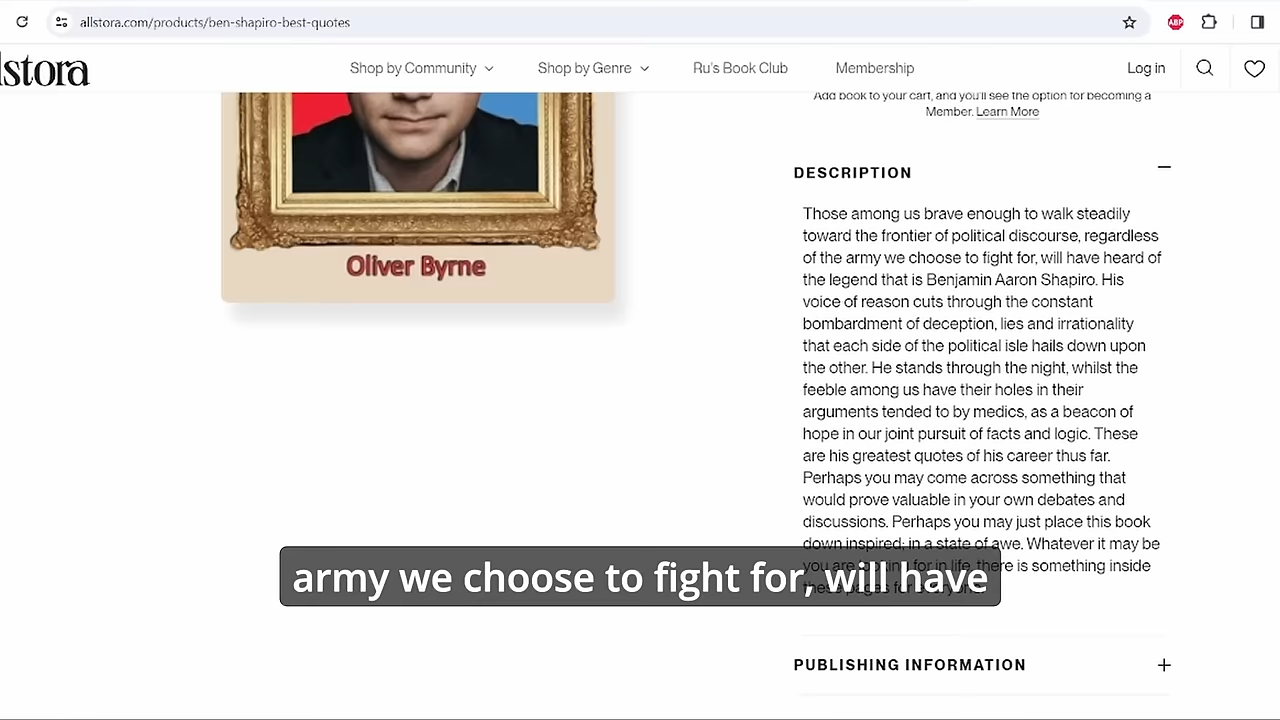 allstora.com/products/ben-shapiro-best-quotes
ABP
lstora
Shop by Community
Shop by Genre
Ru's Book Club
Membership
Log in
Oliver Byrne
Add book to your cart, and you'll see the option for becoming a
Member. Learn More
DESCRIPTION
Those among us brave enough to walk steadily
toward the frontier of political discourse, regardless
of the army we choose to fight for, will have heard of
the legend that is Benjamin Aaron Shapiro. His
voice of reason cuts through the constant
bombardment of deception, lies and irrationality
that each side of the political isle hails down upon
the other. He stands through the night, whilst the
feeble among us have their holes in their
arguments tended to by medics, as a beacon of
hope in our joint pursuit of facts and logic. These
are his greatest quotes of his career thus far.
Perhaps you may come across something that
would prove valuable in your own debates and
discussions. Perhaps you may just place this book
down inspired; in a state of awe. Whatever it may be
you are looking for in life, there is something inside
these pages for everyone.
army we choose to fight for, will have
PUBLISHING INFORMATION